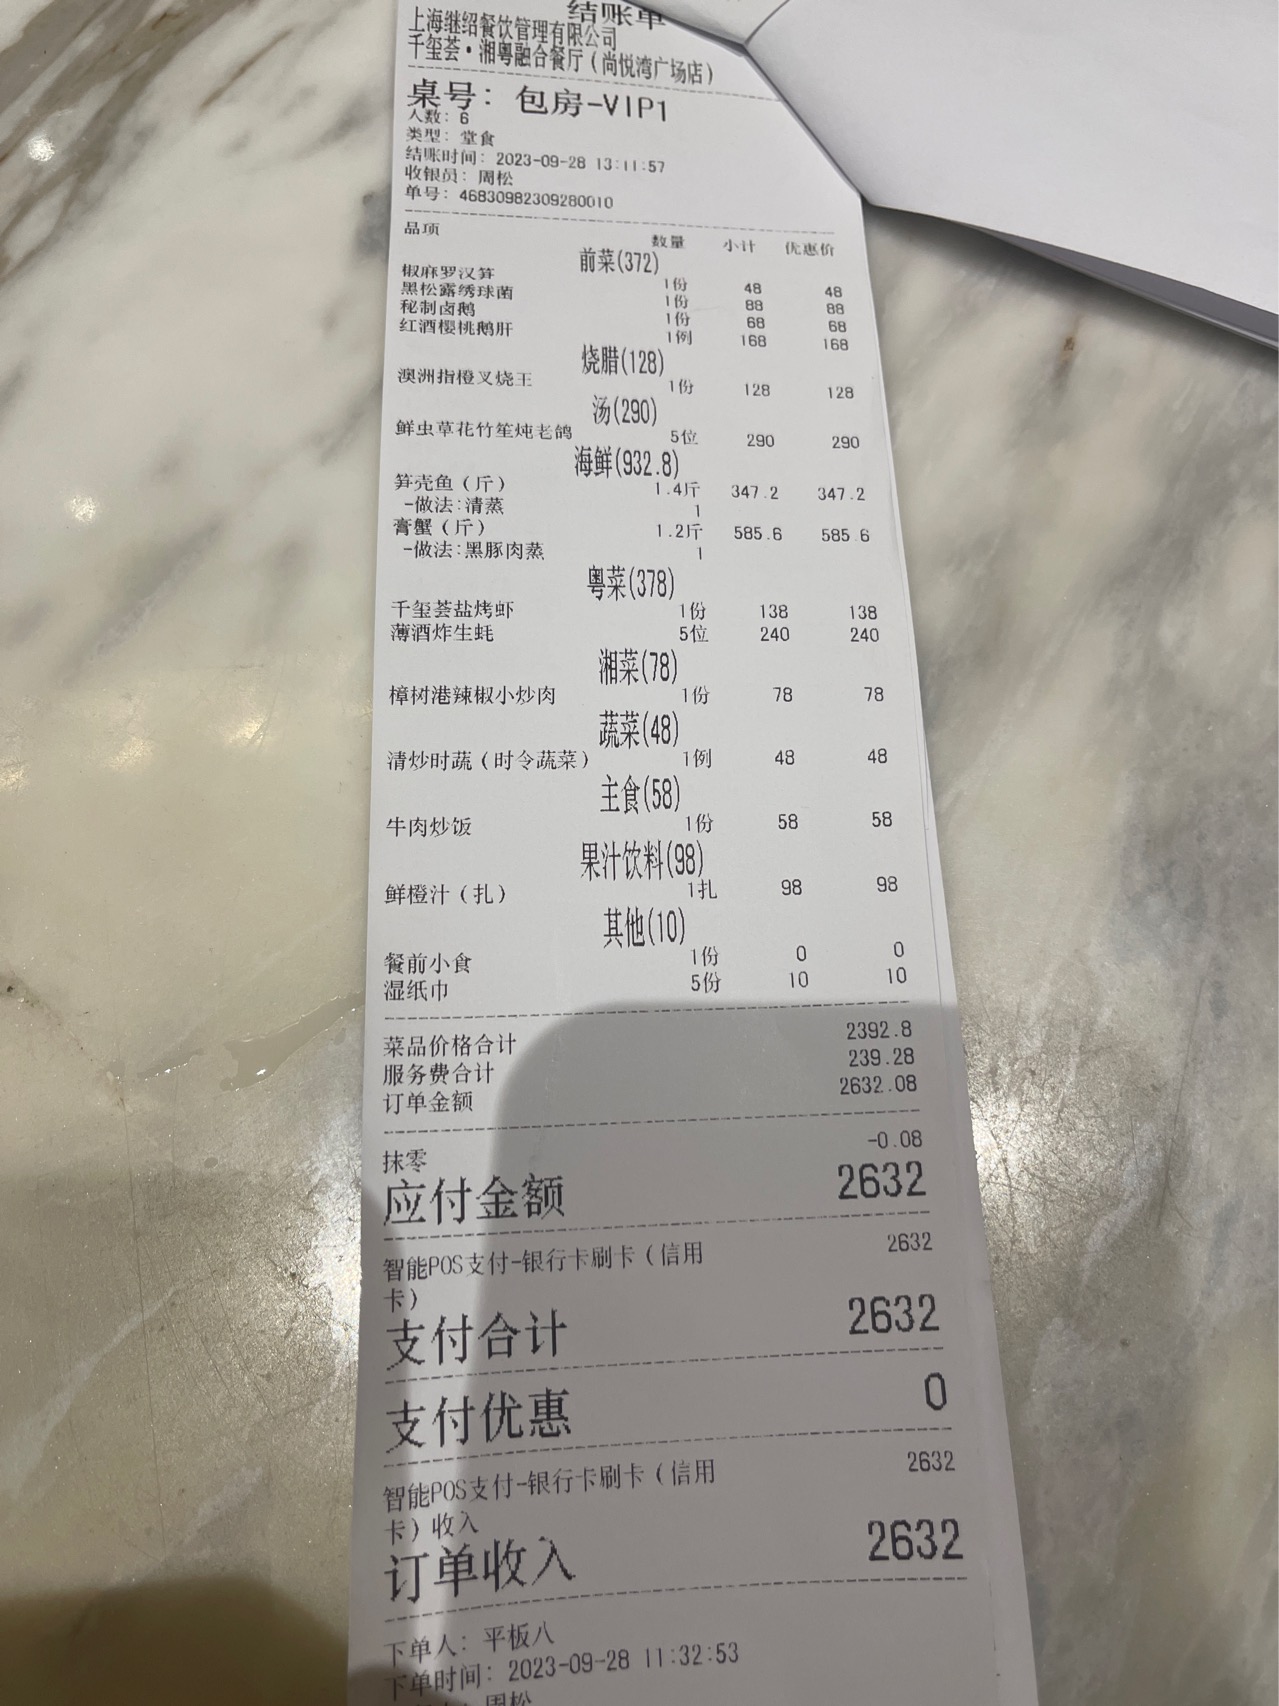 结账单
上海继绍餐饮管理有限公司
千玺荟·湘粤融合餐厅（尚悦湾广场店）
桌号：包房-VIP1
人数：6
类型：堂食
结账时间：2023-09-28 13:11:57
收银员：周松
单号：46830982309280010
品项 数量 小计 优惠价
前菜(372)
椒麻罗汉笋 1份 48 48
黑松露绣球菌 1份 88 88
秘制卤鹅 1份 68 68
红酒樱桃鹅肝 1例 168 168
烧腊(128)
澳洲指橙叉烧王 1份 128 128
汤(290)
鲜虫草花竹笙炖老鸽 5位 290 290
海鲜(932.8)
笋壳鱼（斤） 1.4斤 347.2 347.2
-做法:清蒸 1
膏蟹（斤） 1.2斤 585.6 585.6
-做法:黑豚肉蒸 1
粤菜(378)
千玺荟盐烤虾 1份 138 138
薄酒炸生蚝 5位 240 240
湘菜(78)
樟树港辣椒小炒肉 1份 78 78
蔬菜(48)
清炒时蔬（时令蔬菜） 1例 48 48
主食(58)
牛肉炒饭 1份 58 58
果汁饮料(98)
鲜橙汁（扎） 1扎 98 98
其他(10)
餐前小食 1份 0 0
湿纸巾 5份 10 10
菜品价格合计 2392.8
服务费合计 239.28
订单金额 2632.08
抹零 -0.08
应付金额 2632
智能POS支付-银行卡刷卡（信用 2632
卡）
支付合计 2632
支付优惠 0
智能POS支付-银行卡刷卡（信用 2632
卡）收入
订单收入 2632
下单人：平板八
下单时间：2023-09-28 11:32:53
周松